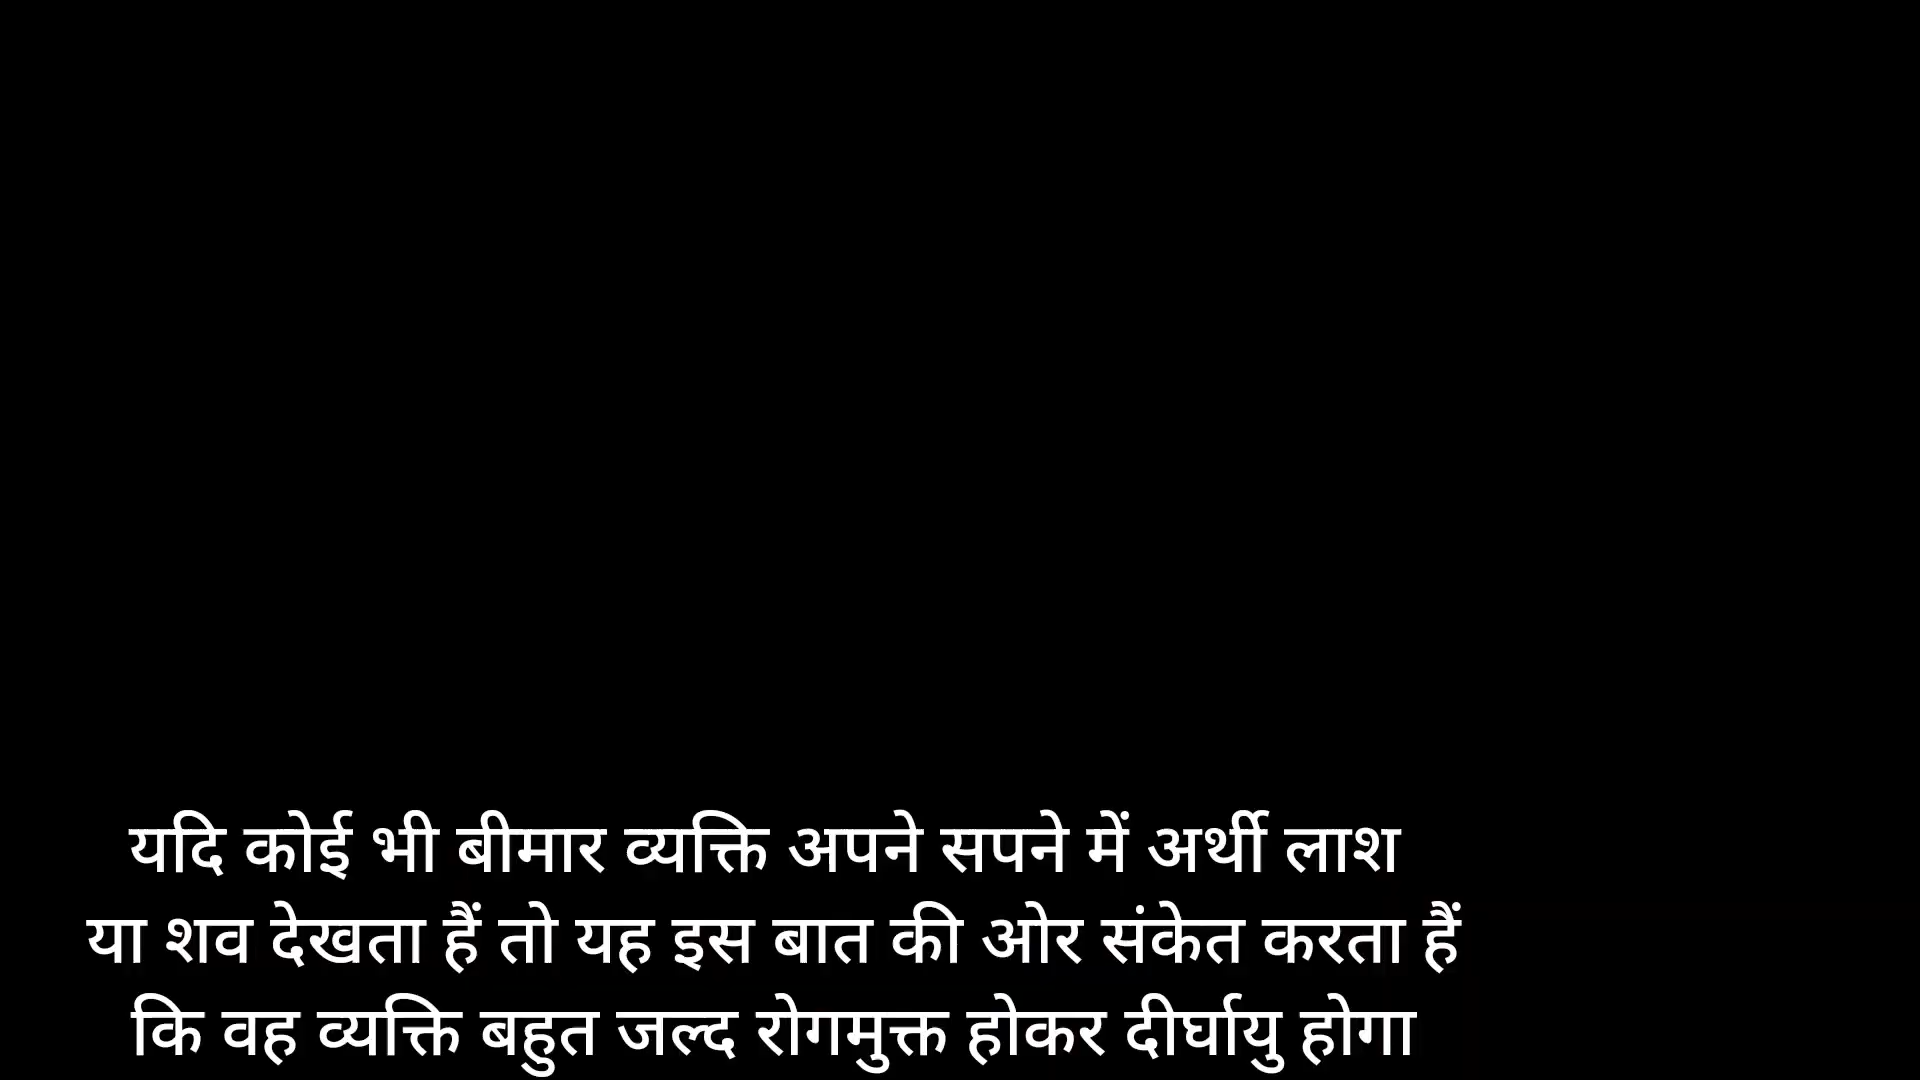 यदि कोई भी बीमार व्यक्ति अपने सपने में अर्थी लाश
या शव देखता हैं तो यह इस बात की ओर संकेत करता हैं
कि वह व्यक्ति बहुत जल्द रोगमुक्त होकर दीर्घायु होगा